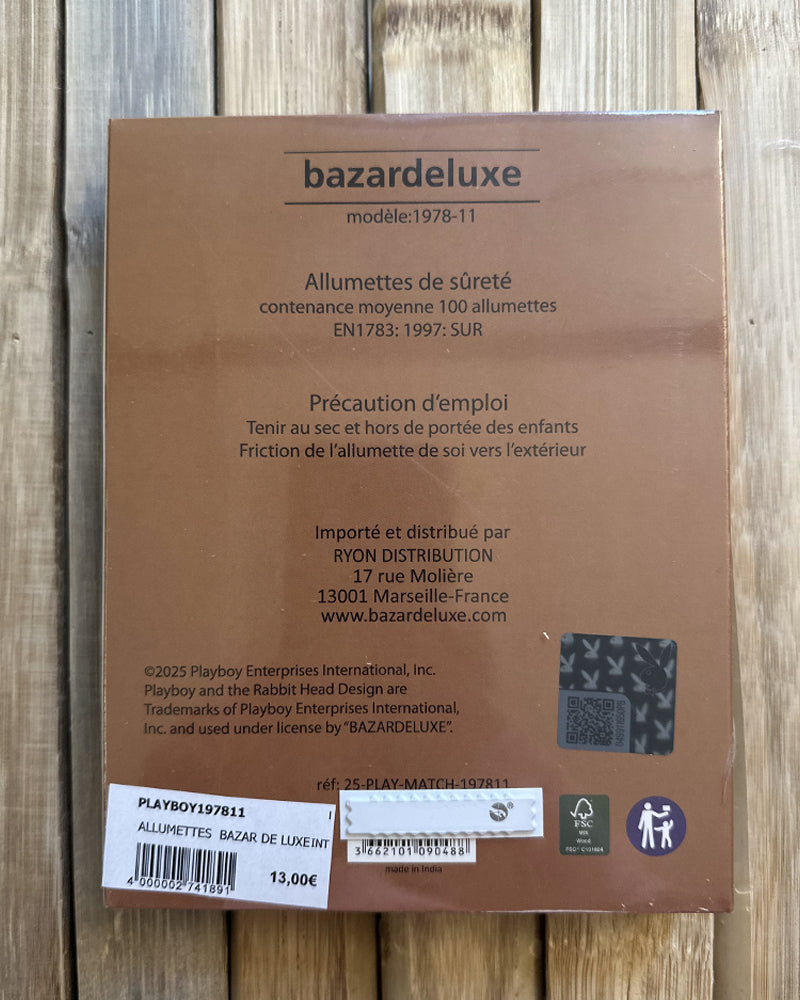 bazardeluxe
modèle:1978-11
Allumettes de sûreté
contenance moyenne 100 allumettes
EN1783: 1997: SUR
Précaution d'emploi
Tenir au sec et hors de portée des enfants
Friction de l'allumette de soi vers l'extérieur
Importé et distribué par
RYON DISTRIBUTION
17 rue Molière
13001 Marseille-France
www.bazardeluxe.com
©2025 Playboy Enterprises International, Inc.
Playboy and the Rabbit Head Design are
Trademarks of Playboy Enterprises International,
Inc. and used under license by "BAZARDELUXE".
réf: 25-PLAY-MATCH-197811
PLAYBOY197811
ALLUMETTES BAZAR DE LUXEINT
4 000002 741891
13,00€
3 662101 090488
made in India
FSC
MIX
Wood